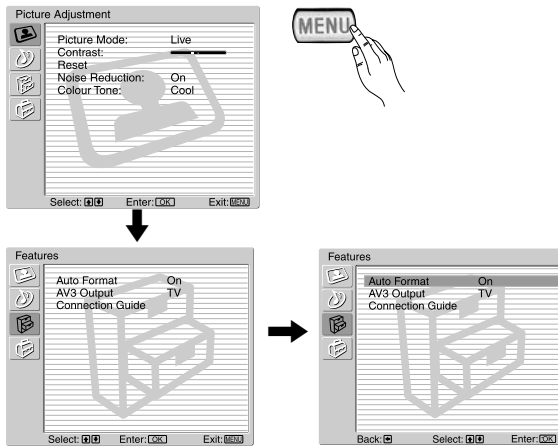 Picture Adjustment
MENU
Picture Mode: Live
Contrast:
Reset
Noise Reduction: On
Colour Tone: Cool
Select: Enter: OK Exit: MENU
Features
Auto Format On
AV3 Output TV
Connection Guide
Select: Enter: OK Exit: MENU
Features
Auto Format On
AV3 Output TV
Connection Guide
Back: Select: Enter: OK